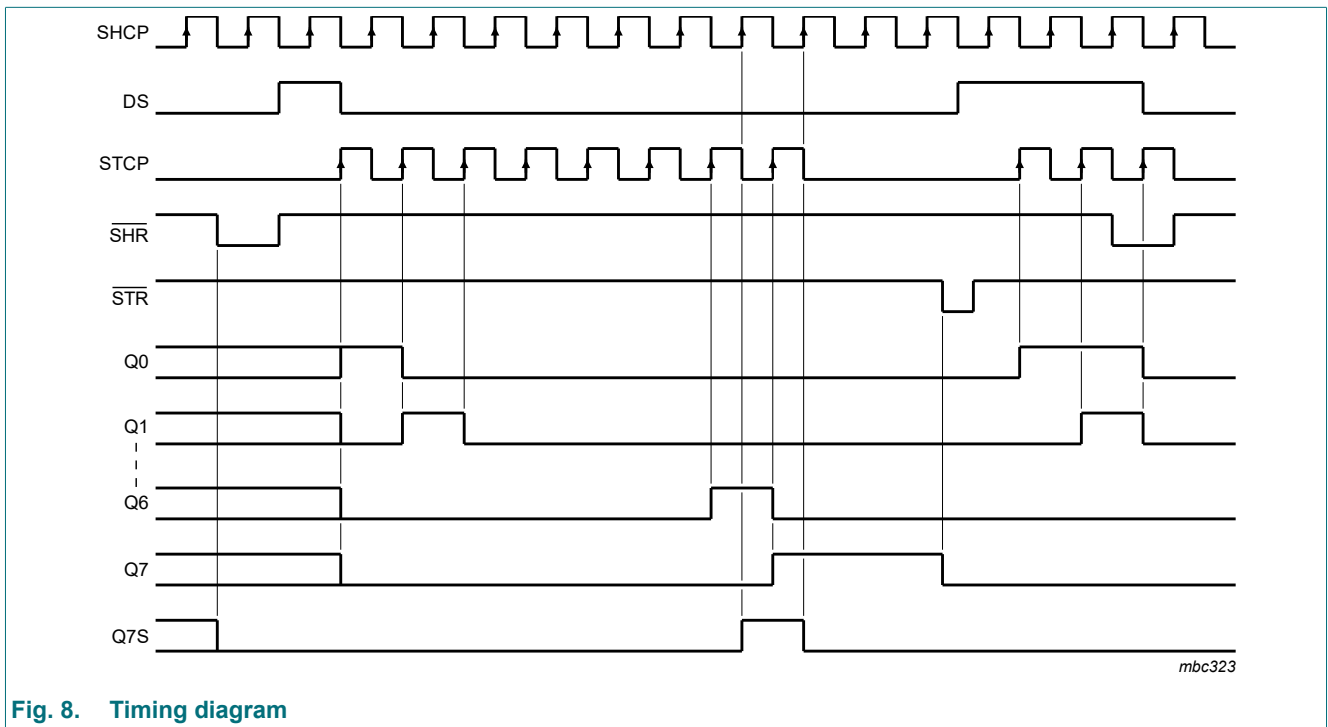 SHCP
DS
STCP
SHR
STR
Q0
Q1
Q6
Q7
Q7S
mbc323
Fig. 8. Timing diagram